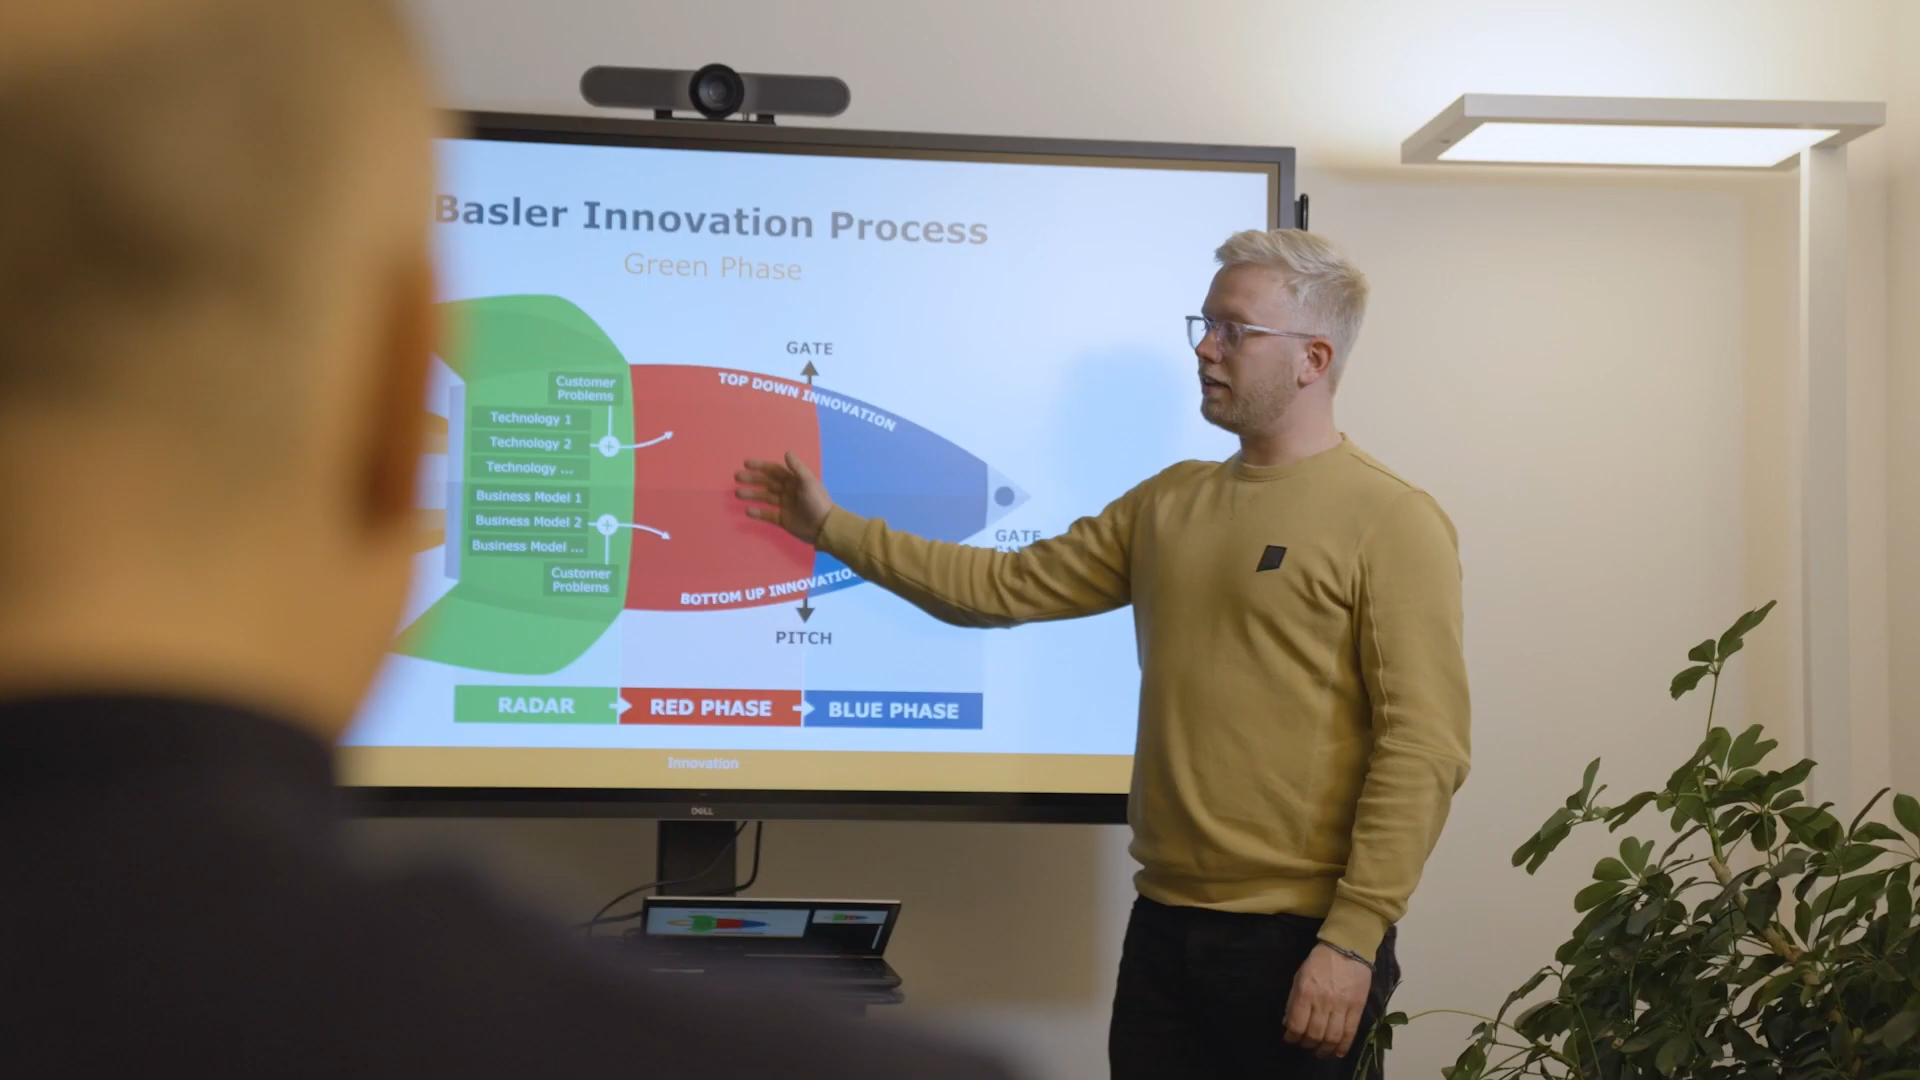 Basler Innovation Process
Green Phase
GATE
TOP DOWN INNOVATION
Customer
Problems
Technology 1
Technology 2
Technology ...
Business Model 1
Business Model 2
Business Model ...
Customer
Problems
GATE
BOTTOM UP INNOVATION
PITCH
RADAR
RED PHASE
BLUE PHASE
Innovation
DELL